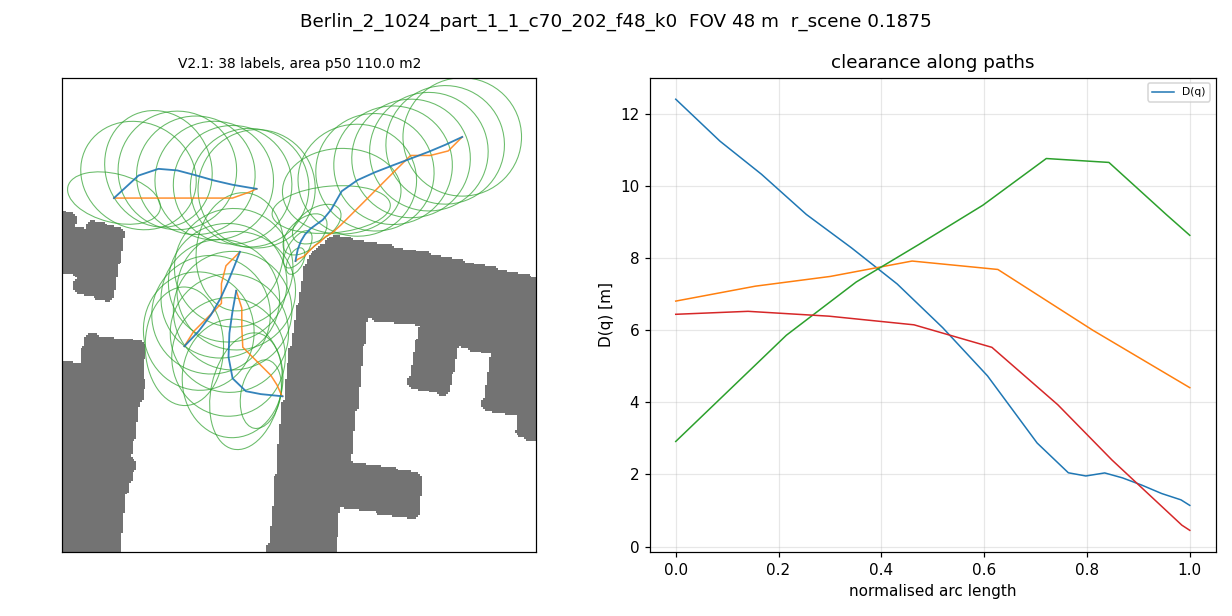 Berlin_2_1024_part_1_1_c70_202_f48_k0 FOV 48 m r_scene 0.1875
V2.1: 38 labels, area p50 110.0 m2
clearance along paths
D(q)
12
10
8
6
4
2
0
D(q) [m]
0.0 0.2 0.4 0.6 0.8 1.0
normalised arc length